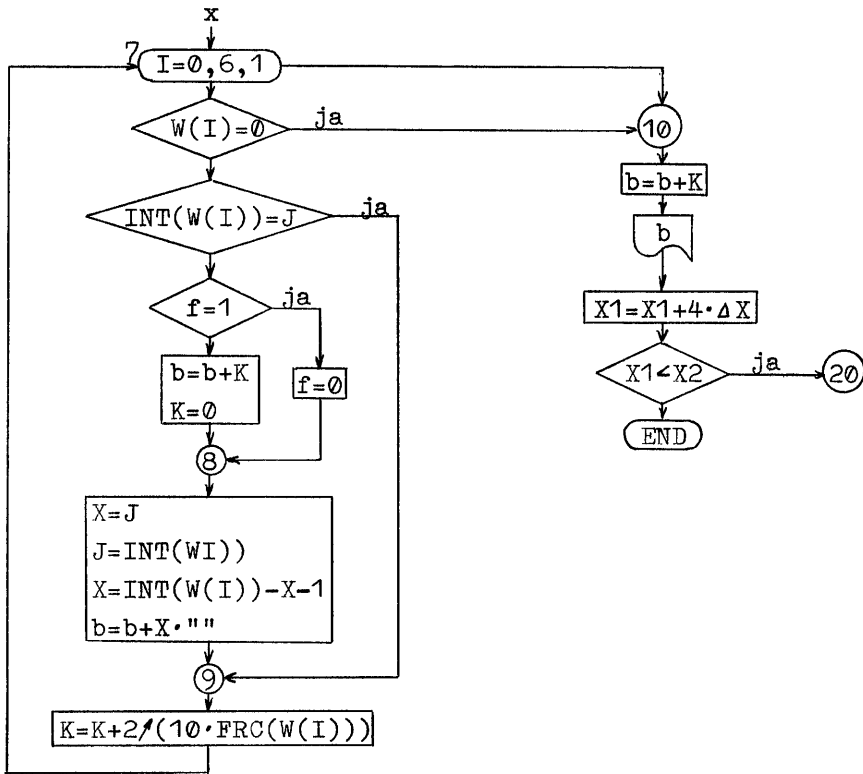 x
7
I=0,6,1
W(I)=0
ja
10
b=b+K
b
INT(W(I))=J
ja
f=1
ja
X1=X1+4·ΔX
b=b+K
K=0
f=0
X1<X2
ja
20
END
8
X=J
J=INT(WI))
X=INT(W(I))-X-1
b=b+X·""
9
K=K+2↗(10·FRC(W(I)))